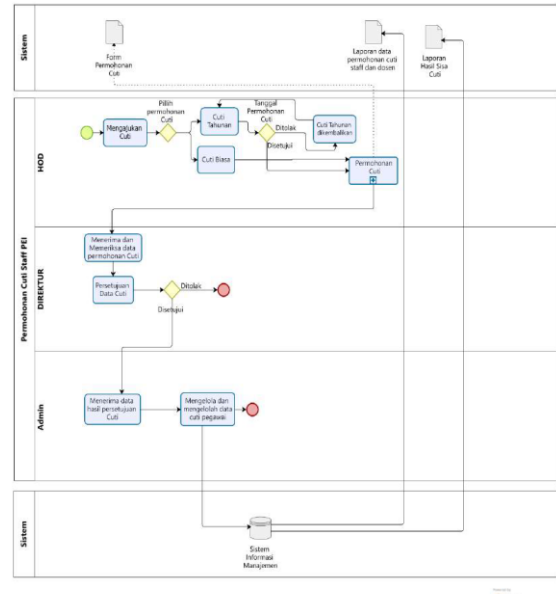 Sistem
Form
Permohonan
Cuti
Laporan data
permohonan cuti
staff dan dosen
Laporan
Hasil Sisa
Cuti
Permohonan Cuti Staff PEI
HOD
Mengajukan
Cuti
Pilih
permohonan
Cuti
Cuti
Tahunan
Tanggal
Permohonan
Cuti
Ditolak
Disetujui
Cuti Tahunan
dikembalikan
Cuti Biasa
Permohonan
Cuti
DIREKTUR
Menerima dan
Memeriksa data
permohonan Cuti
Persetujuan
Data Cuti
Ditolak
Disetujui
Admin
Menerima data
hasil persetujuan
Cuti
Mengelola dan
mengelolah data
cuti pegawai
Sistem
Sistem
Informasi
Manajemen